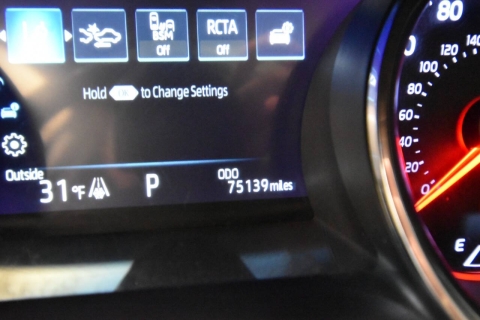 BSM
Off
RCTA
Off
Hold OK to Change Settings
Outside
31°F
P
ODO
75139 miles
80
140
120
100
80
60
40
20
0
E